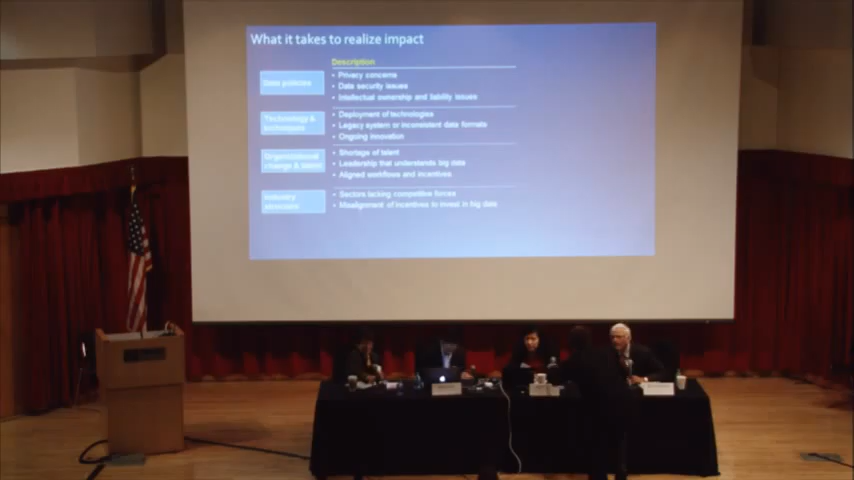 What it takes to realize impact
Description
Data policies
• Privacy concerns
• Data security issues
• Intellectual ownership and liability issues
Technology &
techniques
• Deployment of technologies
• Legacy system or inconsistent data formats
• Ongoing innovation
Organizational
change & talent
• Shortage of talent
• Leadership that understands big data
• Aligned workflows and incentives
Industry
structure
• Sectors lacking competitive forces
• Misalignment of incentives to invest in big data